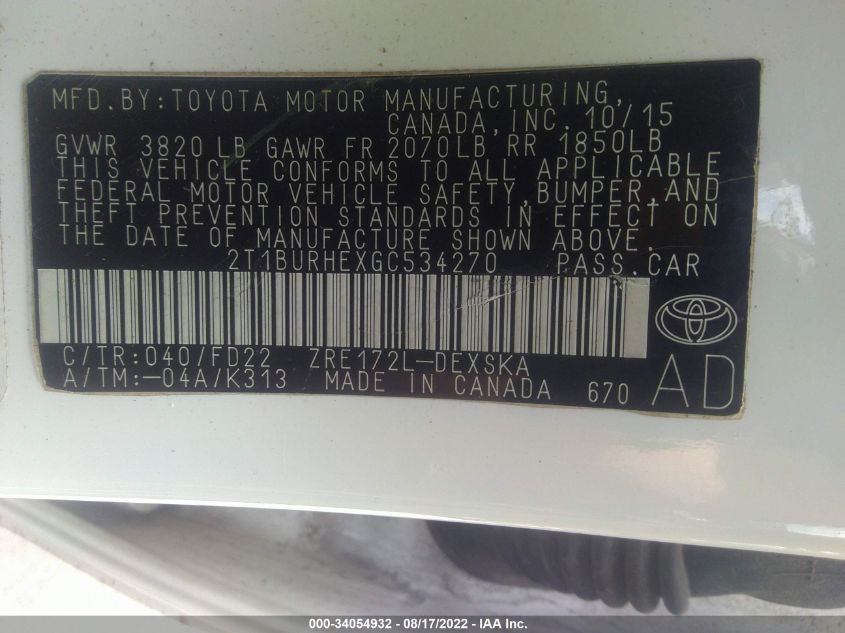 MFD.BY:TOYOTA MOTOR MANUFACTURING,
CANADA,INC. 10/15
GVWR 3820 LB GAWR FR 2070LB RR 1850LB
THIS VEHICLE CONFORMS TO ALL APPLICABLE
FEDERAL MOTOR VEHICLE SAFETY,BUMPER,AND
THEFT PREVENTION STANDARDS IN EFFECT ON
THE DATE OF MANUFACTURE SHOWN ABOVE.
2T1BURHEXGC534270 PASS.CAR
C/TR:040/FD22 ZRE172L-DEXSKA
A/TM:-04A/K313 MADE IN CANADA 670 AD
000-34054932 - 08/17/2022 - IAA Inc.